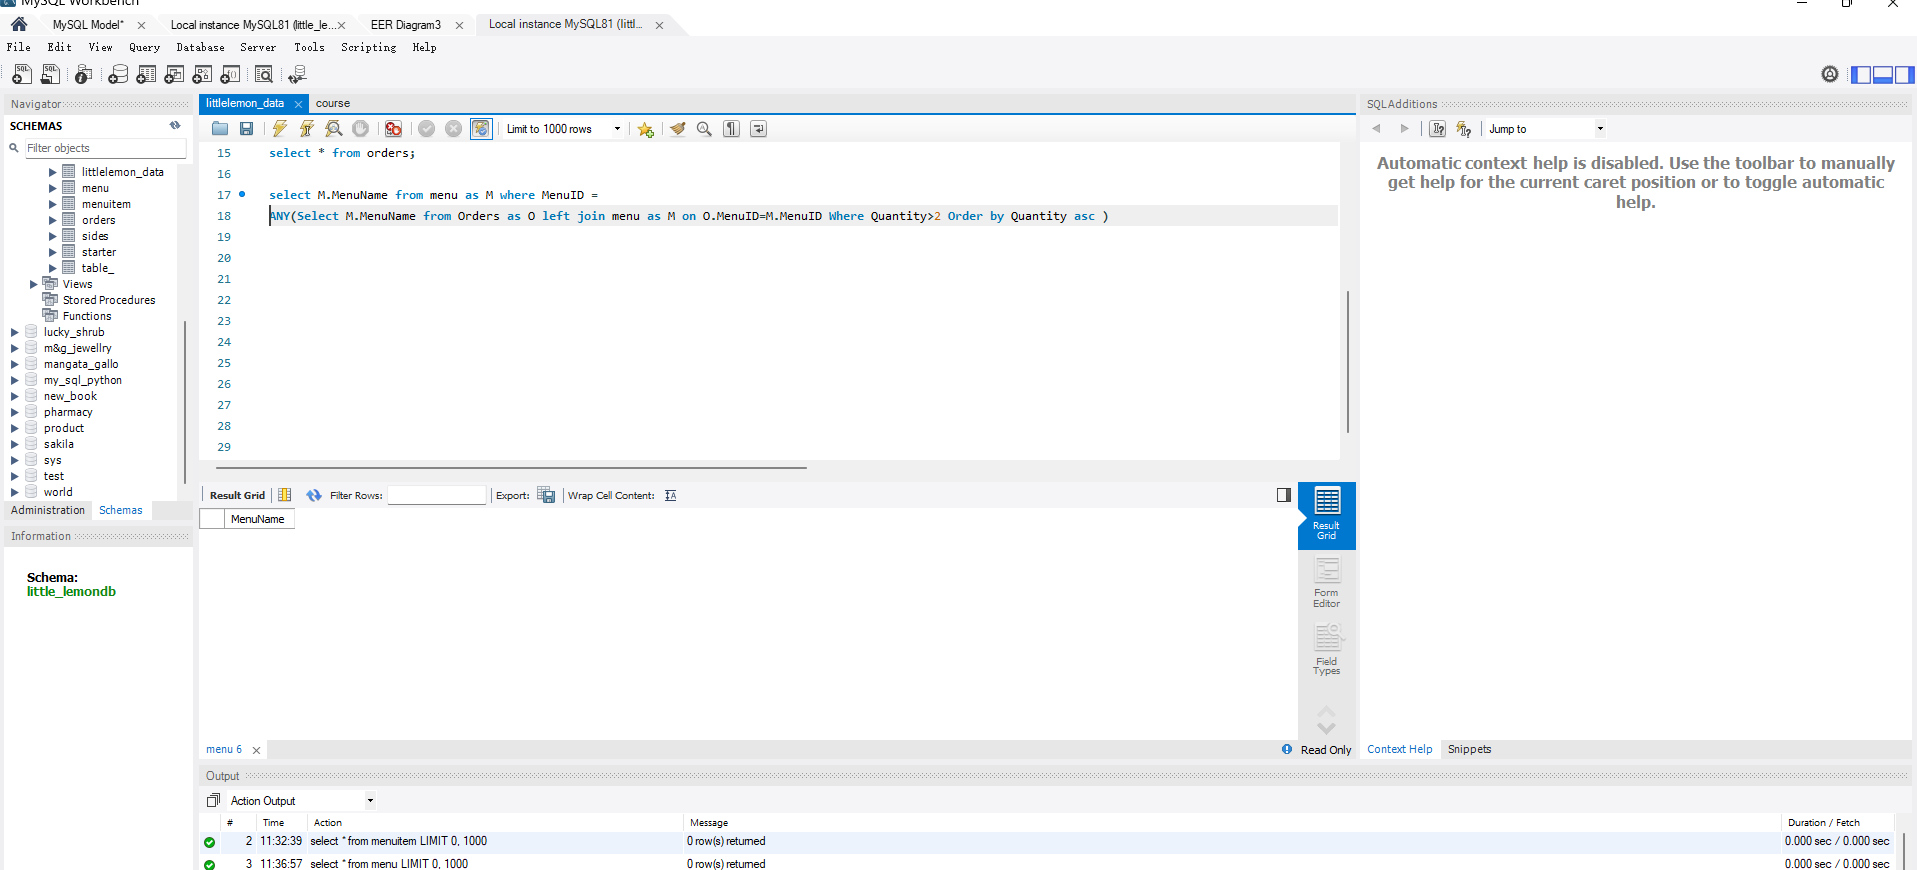 MySQL Workbench
MySQL Model*
Local instance MySQL81 (little_le...
EER Diagram3
Local instance MySQL81 (littl...
File Edit View Query Database Server Tools Scripting Help
Navigator
SCHEMAS
Filter objects
littlelemon_data
menu
menuitem
orders
sides
starter
table_
Views
Stored Procedures
Functions
lucky_shrub
m&g_jewellry
mangata_gallo
my_sql_python
new_book
pharmacy
product
sakila
sys
test
world
Administration Schemas
Information
Schema:
little_lemondb
littlelemon_data
course
Limit to 1000 rows
15 select * from orders;
16
17 select M.MenuName from menu as M where MenuID =
18 ANY(Select M.MenuName from Orders as O left join menu as M on O.MenuID=M.MenuID Where Quantity>2 Order by Quantity asc )
19
20
21
22
23
24
25
26
27
28
29
Result Grid
Filter Rows:
Export:
Wrap Cell Content:
MenuName
Result
Grid
Form
Editor
Field
Types
menu 6
Read Only
SQLAdditions
Jump to
Automatic context help is disabled. Use the toolbar to manually
get help for the current caret position or to toggle automatic
help.
Context Help Snippets
Output
Action Output
# Time Action Message Duration / Fetch
2 11:32:39 select * from menuitem LIMIT 0, 1000 0 row(s) returned 0.000 sec / 0.000 sec
3 11:36:57 select * from menu LIMIT 0, 1000 0 row(s) returned 0.000 sec / 0.000 sec